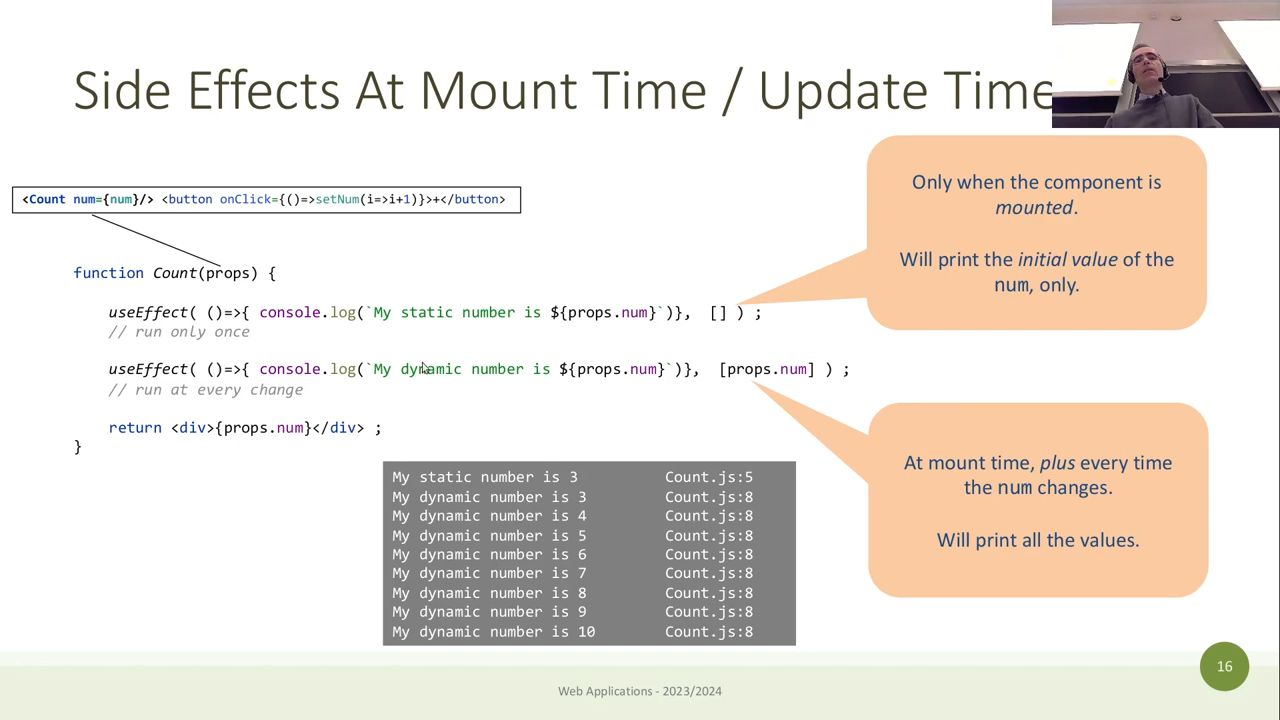 Side Effects At Mount Time / Update Time
<Count num={num}/> <button onClick={()=>setNum(i=>i+1)}>+</button>
function Count(props) {
useEffect( ()=>{ console.log(`My static number is ${props.num}`)}, [] ) ;
// run only once
useEffect( ()=>{ console.log(`My dynamic number is ${props.num}`)}, [props.num] ) ;
// run at every change
return <div>{props.num}</div> ;
}
Only when the component is
mounted.
Will print the initial value of the
num, only.
At mount time, plus every time
the num changes.
Will print all the values.
My static number is 3 Count.js:5
My dynamic number is 3 Count.js:8
My dynamic number is 4 Count.js:8
My dynamic number is 5 Count.js:8
My dynamic number is 6 Count.js:8
My dynamic number is 7 Count.js:8
My dynamic number is 8 Count.js:8
My dynamic number is 9 Count.js:8
My dynamic number is 10 Count.js:8
Web Applications - 2023/2024
16